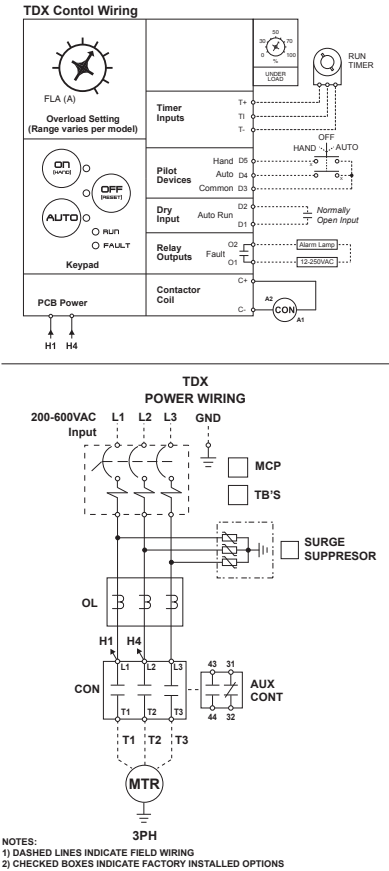 TDX Contol Wiring
FLA (A)
Overload Setting
(Range varies per model)
50
30 70
0 100
%
UNDER
LOAD
RUN
TIMER
Timer
Inputs
T+
TI
T-
OFF
HAND AUTO
ON
(HAND)
OFF
(RESET)
AUTO
RUN
FAULT
Keypad
Pilot
Devices
Hand D5
Auto D4
Common D3
1
2
Dry
Input
Auto Run
D2
D1
Normally
Open Input
Relay
Outputs
Fault
O2
O1
Alarm Lamp
12-250VAC
Contactor
Coil
C+
C-
A2
CON
A1
PCB Power
H1 H4
TDX
POWER WIRING
200-600VAC
Input
L1 L2 L3 GND
MCP
TB'S
SURGE
SUPPRESOR
OL
H1 H4
L1 L2 L3
CON
T1 T2 T3
43 31
44 32
AUX
CONT
T1 T2 T3
MTR
3PH
NOTES:
1) DASHED LINES INDICATE FIELD WIRING
2) CHECKED BOXES INDICATE FACTORY INSTALLED OPTIONS